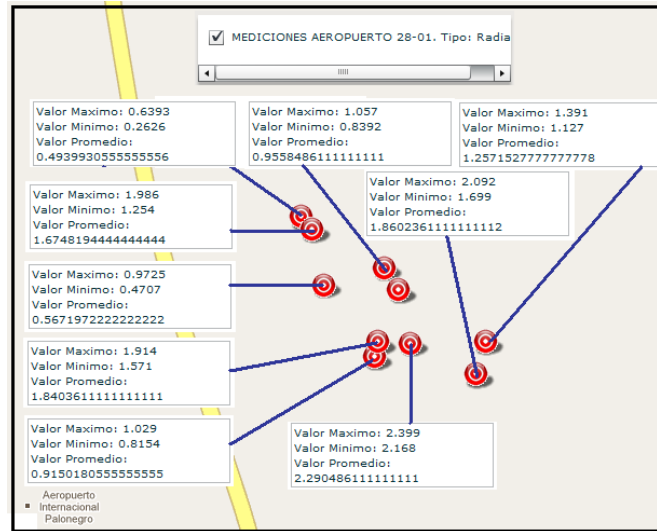 MEDICIONES AEROPUERTO 28-01. Tipo: Radia
Valor Maximo: 0.6393
Valor Minimo: 0.2626
Valor Promedio:
0.4939930555555556
Valor Maximo: 1.057
Valor Minimo: 0.8392
Valor Promedio:
0.9558486111111111
Valor Maximo: 1.391
Valor Minimo: 1.127
Valor Promedio:
1.2571527777777778
Valor Maximo: 2.092
Valor Minimo: 1.699
Valor Promedio:
1.8602361111111112
Valor Maximo: 1.986
Valor Minimo: 1.254
Valor Promedio:
1.6748194444444444
Valor Maximo: 0.9725
Valor Minimo: 0.4707
Valor Promedio:
0.5671972222222222
Valor Maximo: 1.914
Valor Minimo: 1.571
Valor Promedio:
1.8403611111111111
Valor Maximo: 1.029
Valor Minimo: 0.8154
Valor Promedio:
0.9150180555555555
Valor Maximo: 2.399
Valor Minimo: 2.168
Valor Promedio:
2.290486111111111
Aeropuerto
Internacional
Palonegro